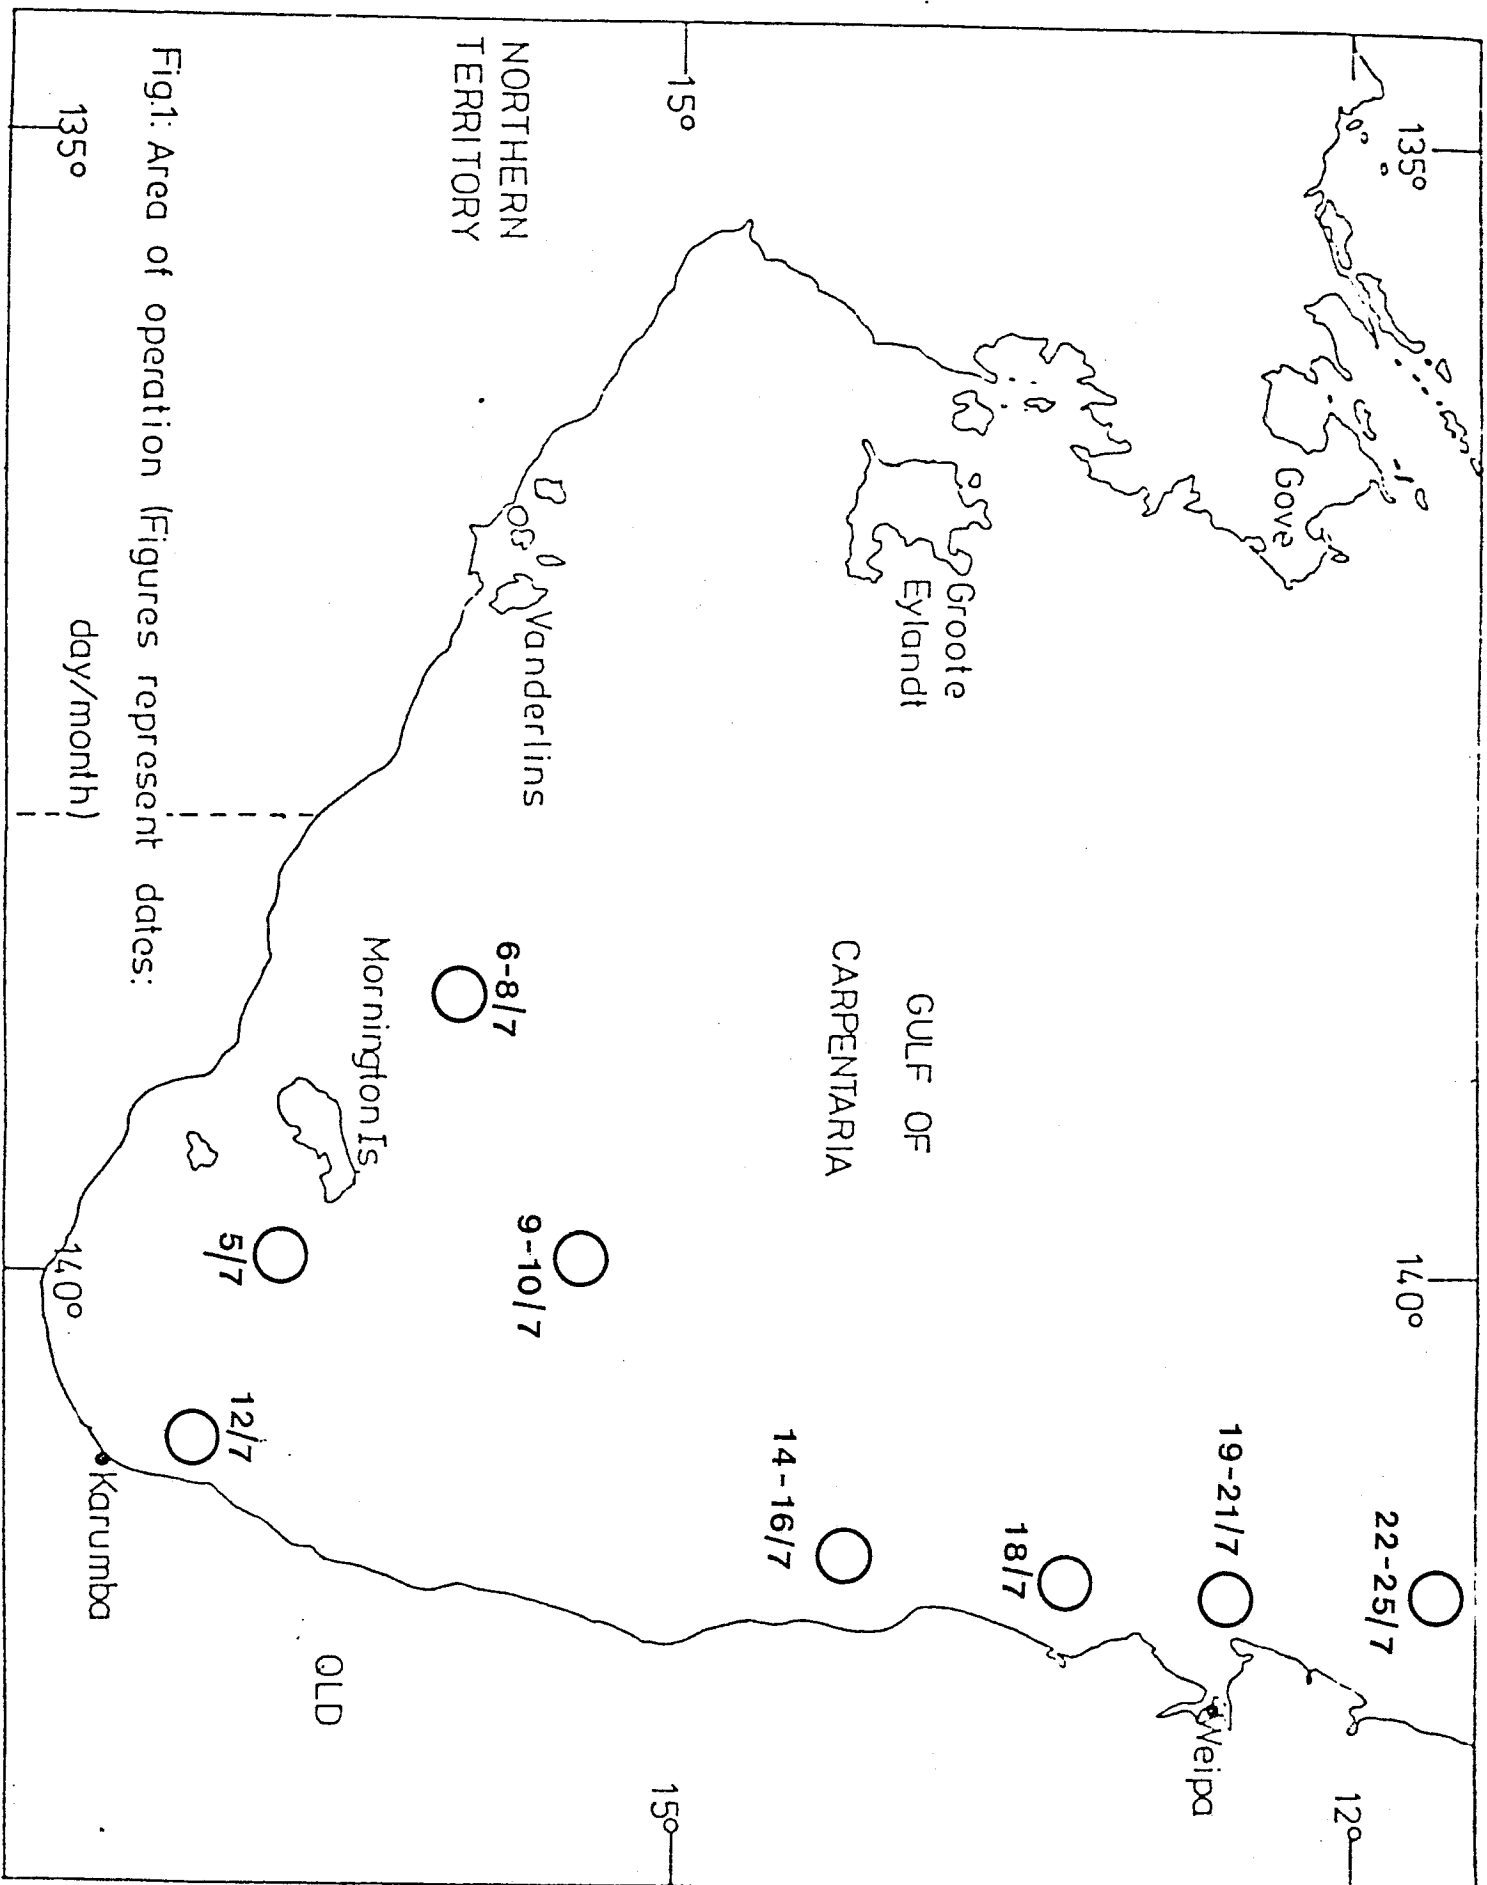 135°
140°
12°
22-25/7
Gove
19-21/7
Weipa
18/7
Groote
Eylandt
GULF OF
CARPENTARIA
14-16/7
15°
15°
NORTHERN
TERRITORY
Vanderlins
6-8/7
9-10/7
Mornington Is
5/7
12/7
QLD
Karumba
Fig.1: Area of operation (Figures represent dates:
day/month)
135°
140°